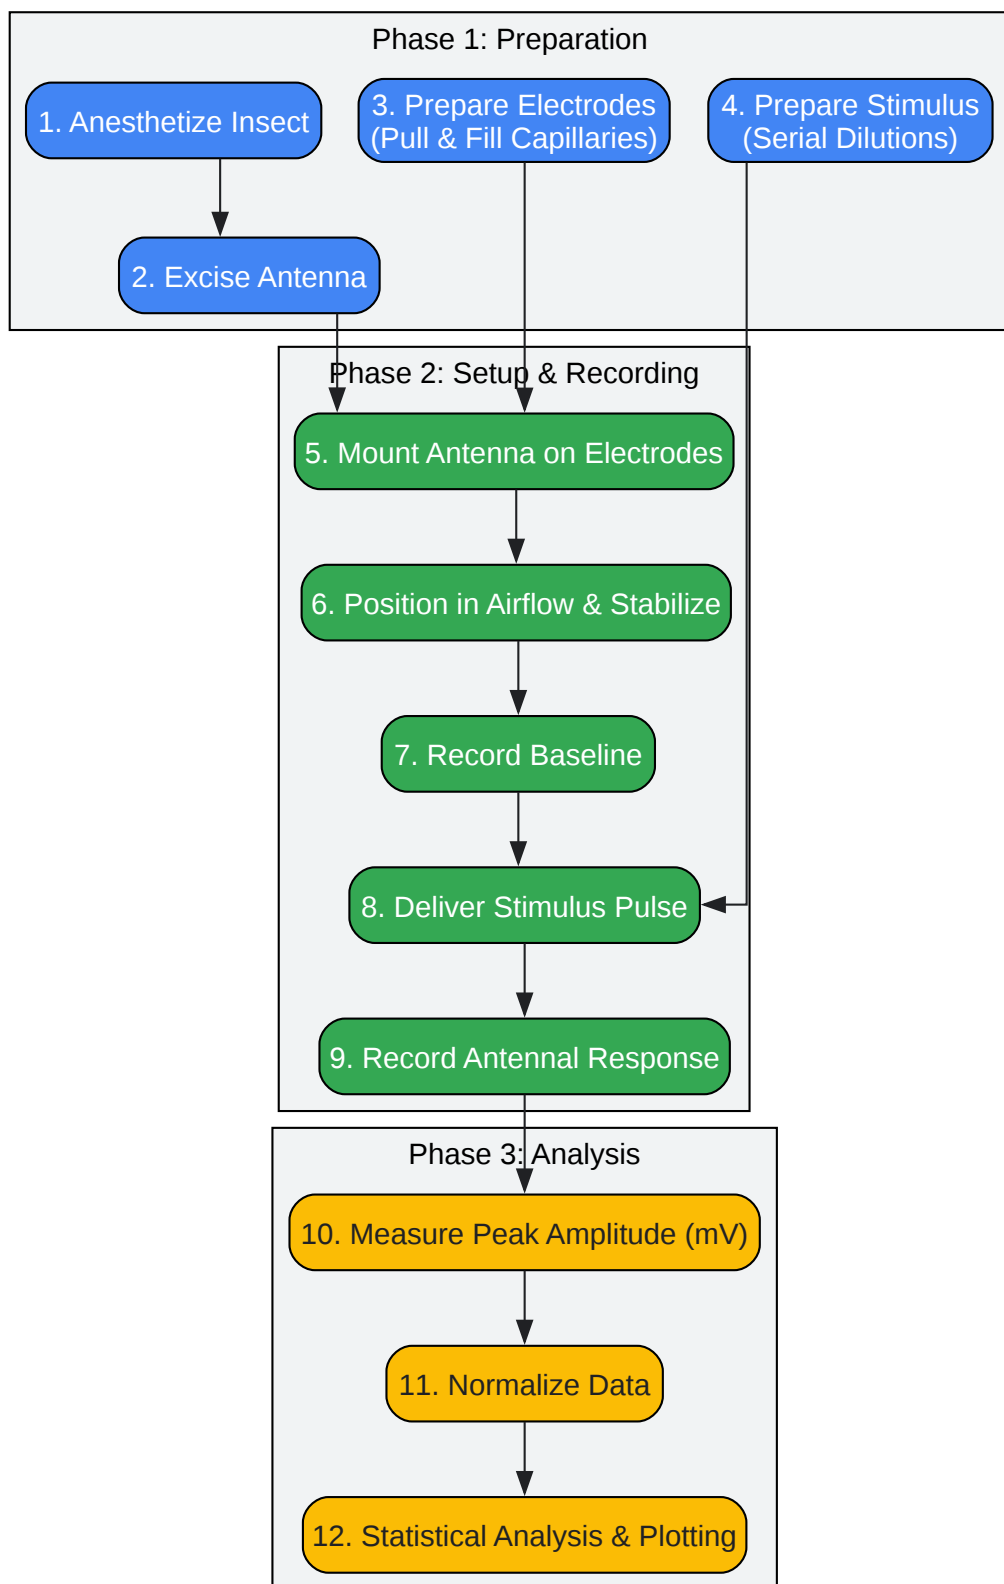 Phase 1: Preparation
1. Anesthetize Insect
3. Prepare Electrodes
(Pull & Fill Capillaries)
4. Prepare Stimulus
(Serial Dilutions)
2. Excise Antenna
Phase 2: Setup & Recording
5. Mount Antenna on Electrodes
6. Position in Airflow & Stabilize
7. Record Baseline
8. Deliver Stimulus Pulse
9. Record Antennal Response
Phase 3: Analysis
10. Measure Peak Amplitude (mV)
11. Normalize Data
12. Statistical Analysis & Plotting